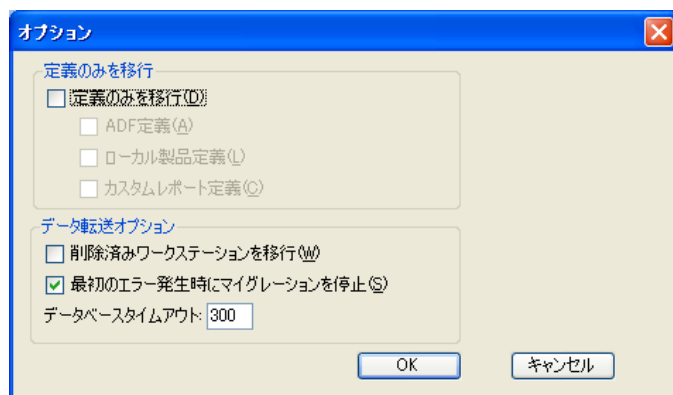 オプション
定義のみを移行
定義のみを移行(D)
ADF定義(A)
ローカル製品定義(L)
カスタムレポート定義(C)
データ転送オプション
削除済みワークステーションを移行(W)
最初のエラー発生時にマイグレーションを停止(S)
データベースタイムアウト: 300
OK キャンセル